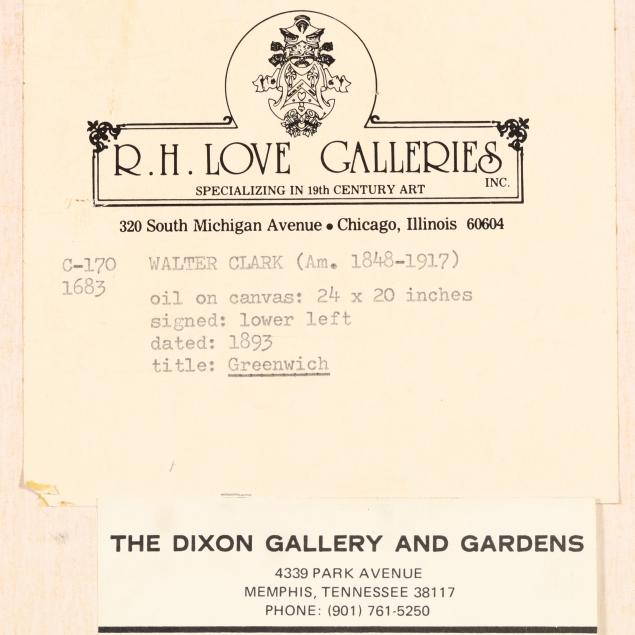 R.H. LOVE GALLERIES INC.
SPECIALIZING IN 19th CENTURY ART
320 South Michigan Avenue • Chicago, Illinois 60604
C-170 WALTER CLARK (Am. 1848-1917)
1683
oil on canvas: 24 x 20 inches
signed: lower left
dated: 1893
title: Greenwich
THE DIXON GALLERY AND GARDENS
4339 PARK AVENUE
MEMPHIS, TENNESSEE 38117
PHONE: (901) 761-5250